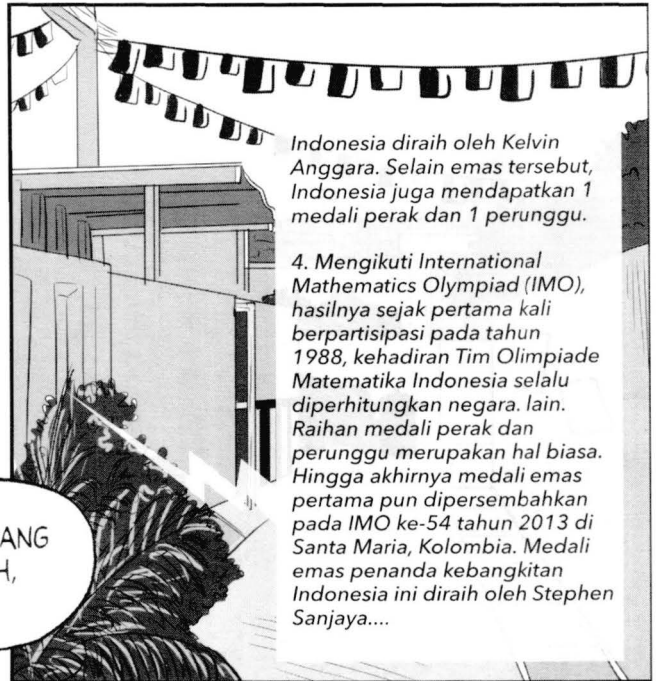 Indonesia diraih oleh Kelvin
Anggara. Selain emas tersebut,
Indonesia juga mendapatkan 1
medali perak dan 1 perunggu.
4. Mengikuti International
Mathematics Olympiad (IMO),
hasilnya sejak pertama kali
berpartisipasi pada tahun
1988, kehadiran Tim Olimpiade
Matematika Indonesia selalu
diperhitungkan negara. lain.
Raihan medali perak dan
perunggu merupakan hal biasa.
Hingga akhirnya medali emas
pertama pun dipersembahkan
pada IMO ke-54 tahun 2013 di
Santa Maria, Kolombia. Medali
emas penanda kebangkitan
Indonesia ini diraih oleh Stephen
Sanjaya....
ANG
H,